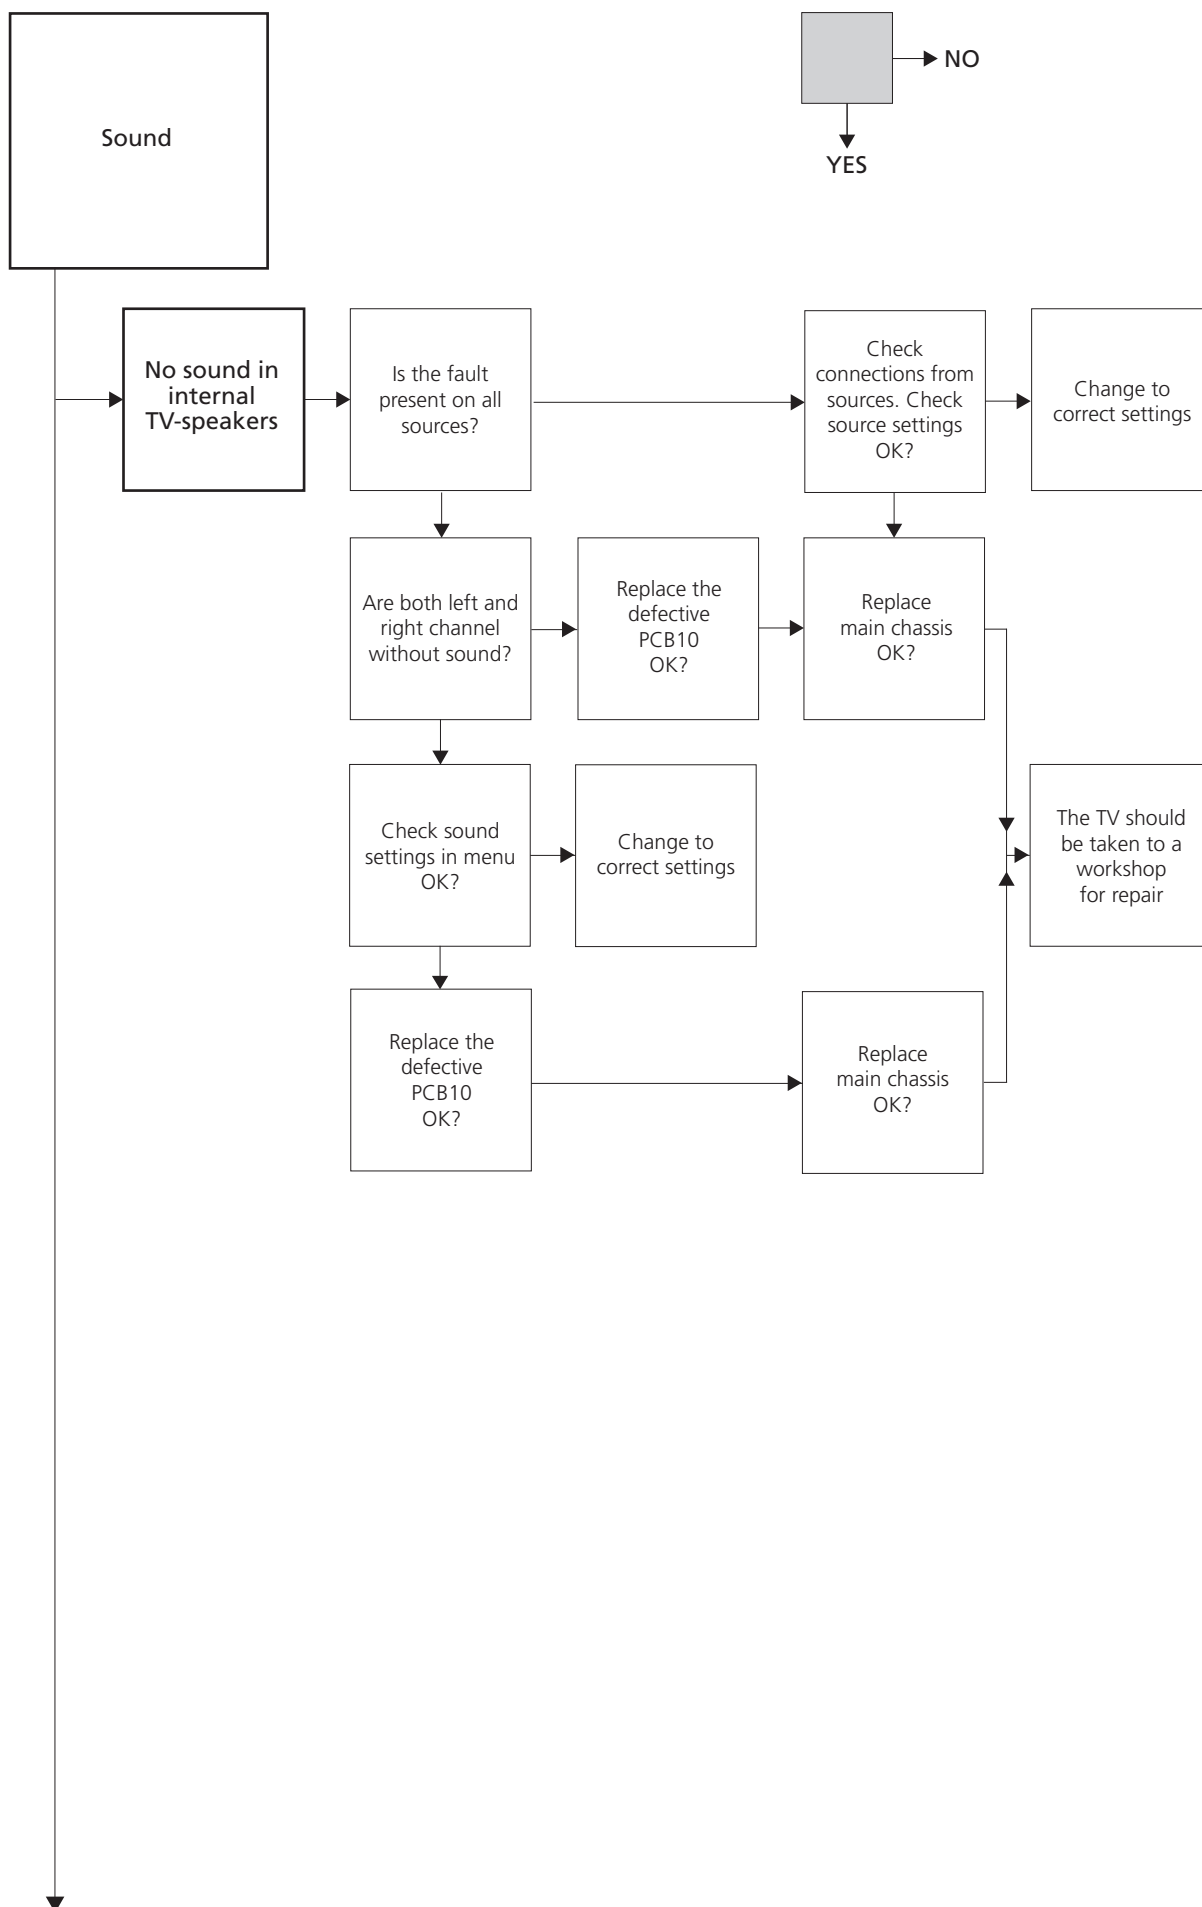 Sound
NO
YES
No sound in
internal
TV-speakers
Is the fault
present on all
sources?
Check
connections from
sources. Check
source settings
OK?
Change to
correct settings
Are both left and
right channel
without sound?
Replace the
defective
PCB10
OK?
Replace
main chassis
OK?
Check sound
settings in menu
OK?
Change to
correct settings
The TV should
be taken to a
workshop
for repair
Replace the
defective
PCB10
OK?
Replace
main chassis
OK?